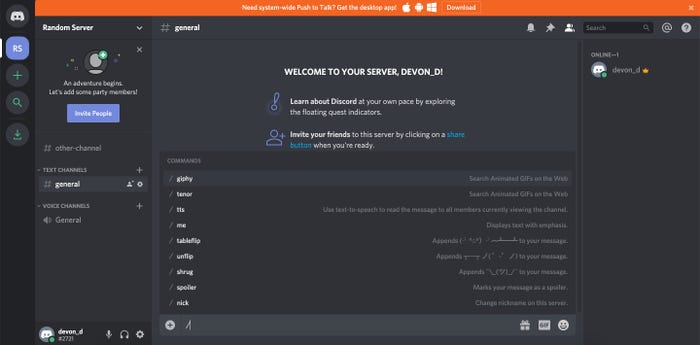 Need system-wide Push to Talk? Get the desktop app!
Download
Random Server
# general
Search
RS
An adventure begins.
Let's add some party members!
Invite People
# other-channel
TEXT CHANNELS
# general
VOICE CHANNELS
General
devon_d
#2721
WELCOME TO YOUR SERVER, DEVON_D!
Learn about Discord at your own pace by exploring
the floating quest indicators.
Invite your friends to this server by clicking on a share
button when you're ready.
COMMANDS
/ giphy Search Animated GIFs on the Web
/ tenor Search Animated GIFs on the Web
/ tts Use text-to-speech to read the message to all members currently viewing the channel.
/ me Displays text with emphasis.
/ tableflip Appends (╯°□°）╯︵ ┻━┻ to your message.
/ unflip Appends ┬─┬ ノ( ゜-゜ノ) to your message.
/ shrug Appends ¯\_(ツ)_/¯ to your message.
/ spoiler Marks your message as a spoiler.
/ nick Change nickname on this server.
/
GIF
ONLINE—1
devon_d